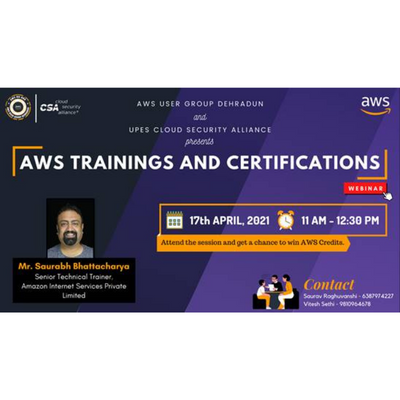 CSA cloud security alliance®
aws
AWS USER GROUP DEHRADUN
and
UPES CLOUD SECURITY ALLIANCE
presents
AWS TRAININGS AND CERTIFICATIONS
WEBINAR
17th APRIL, 2021 11 AM - 12:30 PM
Attend the session and get a chance to win AWS Credits.
Mr. Saurabh Bhattacharya
Senior Technical Trainer,
Amazon Internet Services Private
Limited
Contact
Saurav Raghuvanshi - 6387974227
Vitesh Sethi - 9810964678